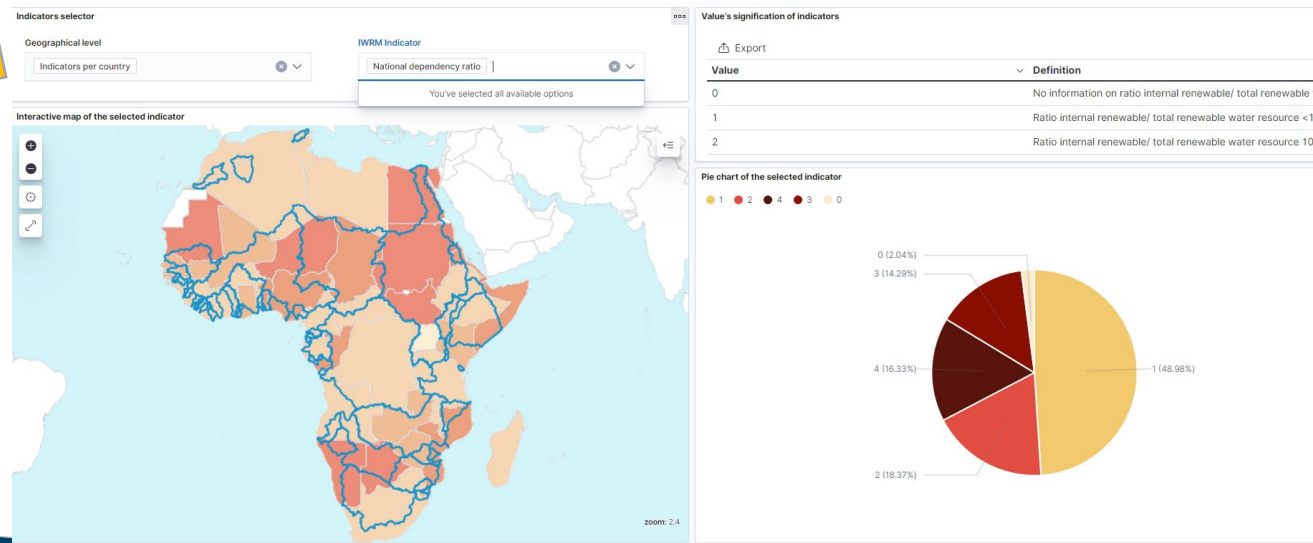 Indicators selector
Geographical level
Indicators per country
IWRM Indicator
National dependency ratio
You've selected all available options
Interactive map of the selected indicator
zoom: 2.4
Value's signification of indicators
Export
Value Definition
0 No information on ratio internal renewable/ total renewable
1 Ratio internal renewable/ total renewable water resource <1
2 Ratio internal renewable/ total renewable water resource 10
Pie chart of the selected indicator
1 2 4 3 0
0 (2.04%)
3 (14.29%)
4 (16.33%)
1 (48.98%)
2 (18.37%)